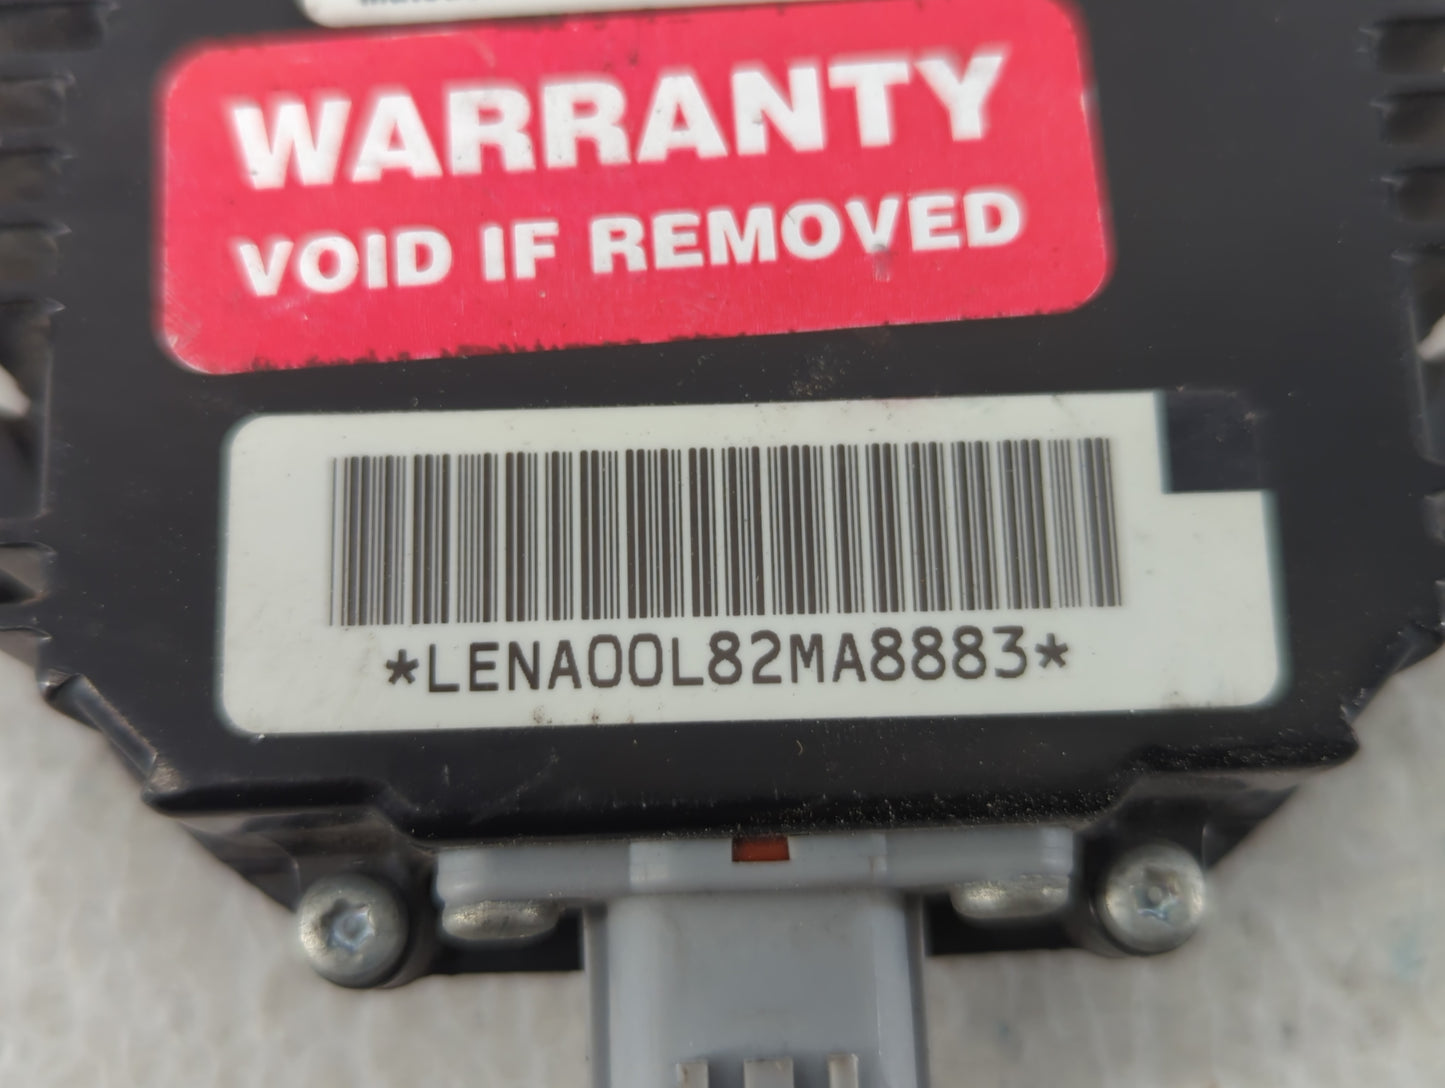 WARRANTY
VOID IF REMOVED
*LENA00L82MA8883*